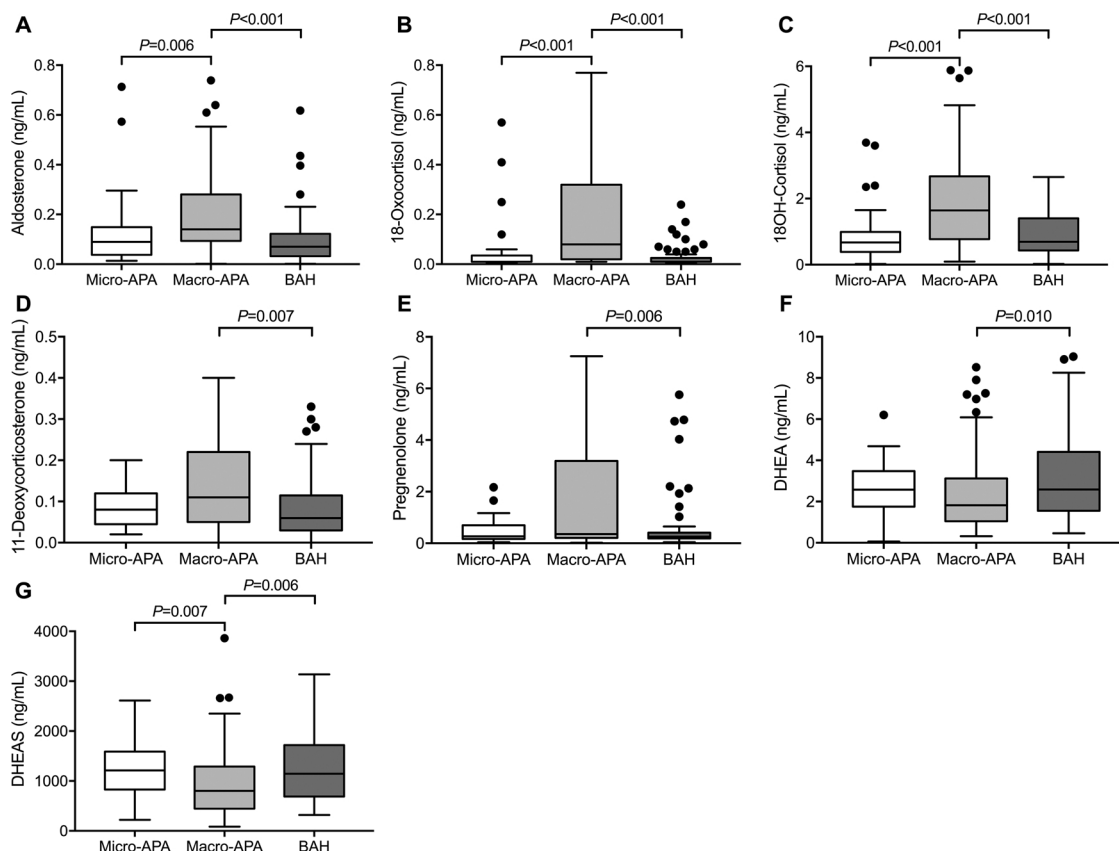 A
P<0.001
P=0.006
Aldosterone (ng/mL)
0.8
0.6
0.4
0.2
0.0
Micro-APA Macro-APA BAH
B
P<0.001
P<0.001
18-Oxocortisol (ng/mL)
0.8
0.6
0.4
0.2
0.0
Micro-APA Macro-APA BAH
C
P<0.001
P<0.001
18OH-Cortisol (ng/mL)
6
4
2
0
Micro-APA Macro-APA BAH
D
P=0.007
11-Deoxycorticosterone (ng/mL)
0.5
0.4
0.3
0.2
0.1
0.0
Micro-APA Macro-APA BAH
E
P=0.006
Pregnenolone (ng/mL)
8
6
4
2
0
Micro-APA Macro-APA BAH
F
P=0.010
DHEA (ng/mL)
10
8
6
4
2
0
Micro-APA Macro-APA BAH
G
P=0.006
P=0.007
DHEAS (ng/mL)
4000
3000
2000
1000
0
Micro-APA Macro-APA BAH